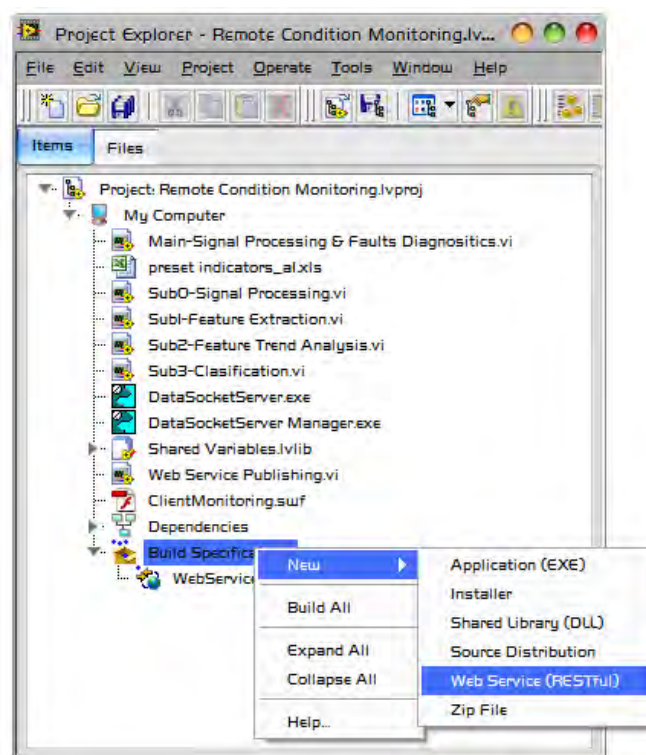 Project Explorer - Remote Condition Monitoring.lv...
File Edit View Project Operate Tools Window Help
Items Files
Project: Remote Condition Monitoring.lvproj
My Computer
Main-Signal Processing & Faults Diagnositics.vi
preset indicators_al.xls
Sub0-Signal Processing.vi
Sub1-Feature Extraction.vi
Sub2-Feature Trend Analysis.vi
Sub3-Clasification.vi
DataSocketServer.exe
DataSocketServer Manager.exe
Shared Variables.lvlib
Web Service Publishing.vi
ClientMonitoring.swf
Dependencies
Build Specifica
WebService
New
Build All
Expand All
Collapse All
Help...
Application (EXE)
Installer
Shared Library (DLL)
Source Distribution
Web Service (RESTful)
Zip File